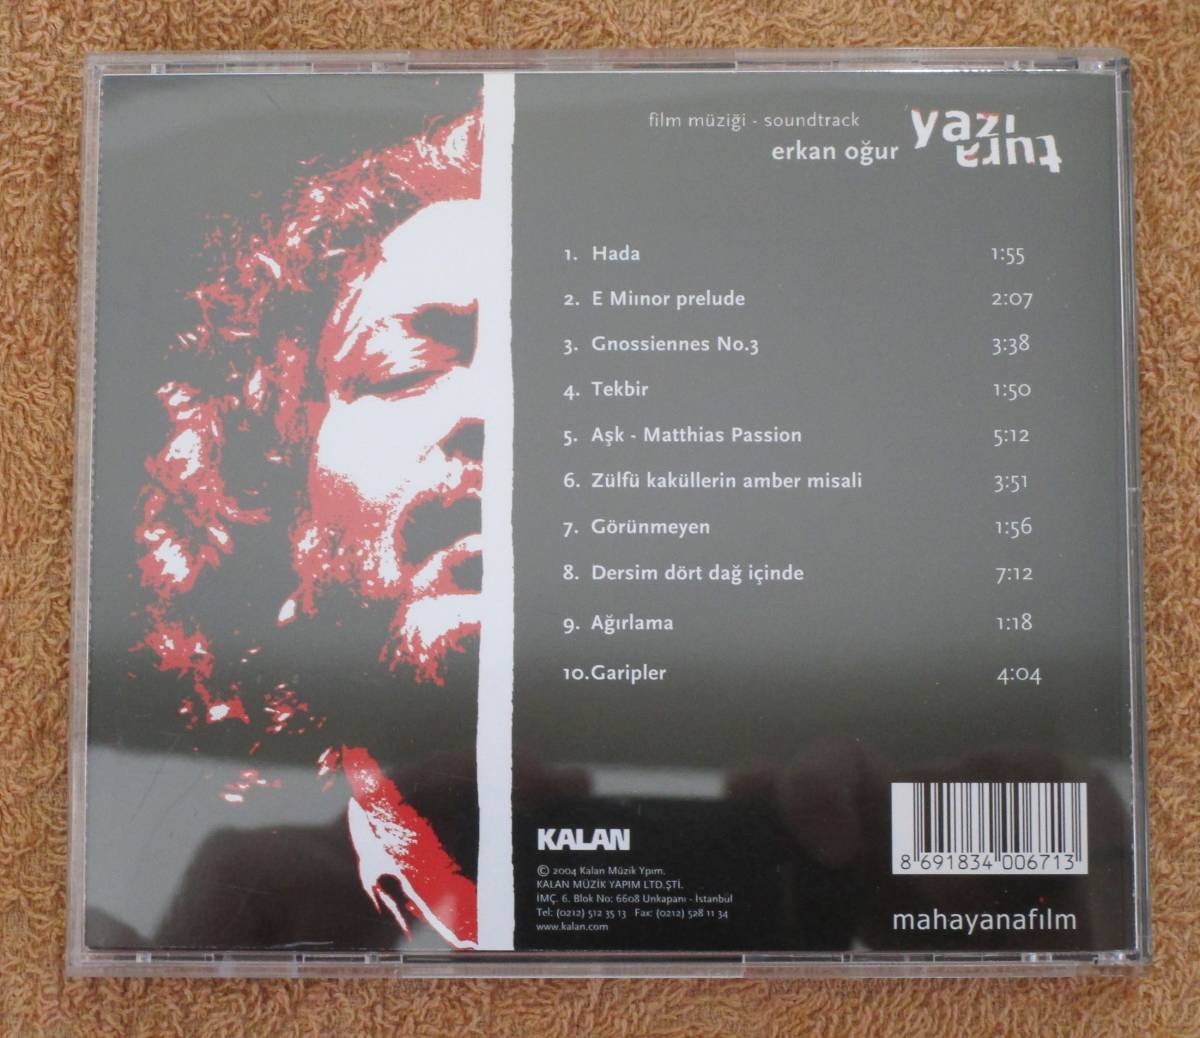 film müziği - soundtrack
erkan oğur
yazı
tura
1. Hada 1:55
2. E Miınor prelude 2:07
3. Gnossiennes No.3 3:38
4. Tekbir 1:50
5. Aşk - Matthias Passion 5:12
6. Zülfü kaküllerin amber misali 3:51
7. Görünmeyen 1:56
8. Dersim dört dağ içinde 7:12
9. Ağırlama 1:18
10.Garipler 4:04
KALAN
© 2004 Kalan Müzik Ypım.
KALAN MÜZİK YAPIM LTD.ŞTİ.
İMÇ. 6. Blok No: 6608 Unkapanı - İstanbul
Tel: (0212) 512 35 13 Fax: (0212) 528 11 34
www.kalan.com
8 691834 006713
mahayanafılm